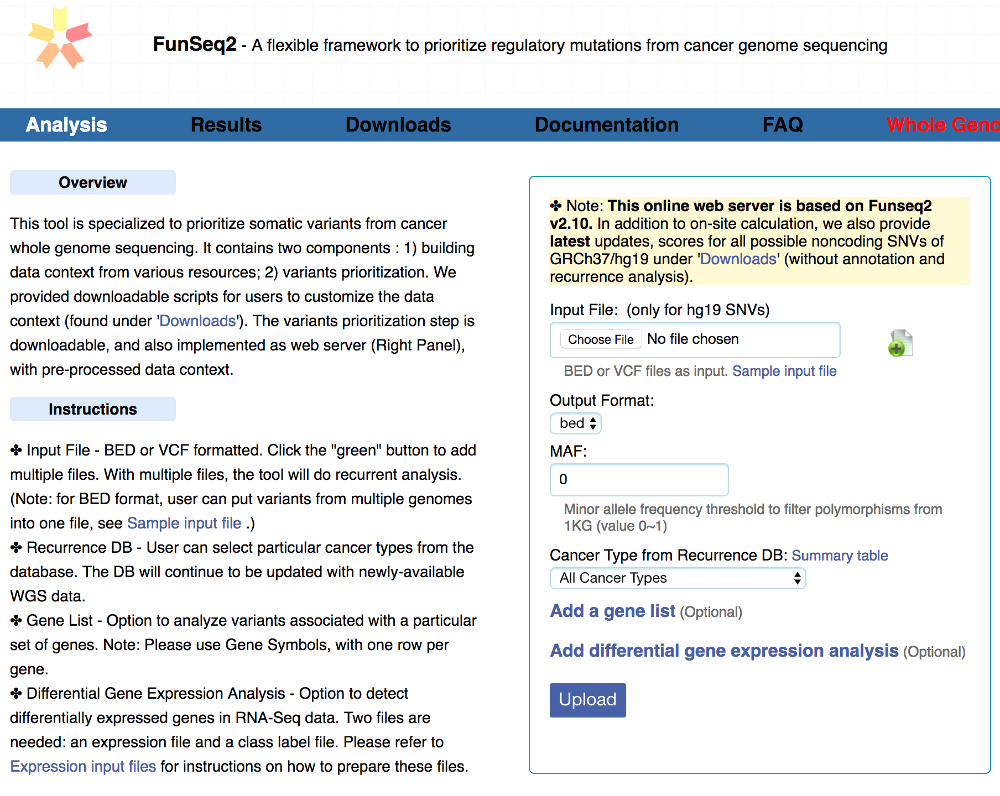 FunSeq2 - A flexible framework to prioritize regulatory mutations from cancer genome sequencing
Analysis Results Downloads Documentation FAQ Whole Geno
Overview
This tool is specialized to prioritize somatic variants from cancer
whole genome sequencing. It contains two components : 1) building
data context from various resources; 2) variants prioritization. We
provided downloadable scripts for users to customize the data
context (found under 'Downloads'). The variants prioritization step is
downloadable, and also implemented as web server (Right Panel),
with pre-processed data context.
Instructions
✤ Input File - BED or VCF formatted. Click the "green" button to add
multiple files. With multiple files, the tool will do recurrent analysis.
(Note: for BED format, user can put variants from multiple genomes
into one file, see Sample input file .)
✤ Recurrence DB - User can select particular cancer types from the
database. The DB will continue to be updated with newly-available
WGS data.
✤ Gene List - Option to analyze variants associated with a particular
set of genes. Note: Please use Gene Symbols, with one row per
gene.
✤ Differential Gene Expression Analysis - Option to detect
differentially expressed genes in RNA-Seq data. Two files are
needed: an expression file and a class label file. Please refer to
Expression input files for instructions on how to prepare these files.
✤ Note: This online web server is based on Funseq2
v2.10. In addition to on-site calculation, we also provide
latest updates, scores for all possible noncoding SNVs of
GRCh37/hg19 under 'Downloads' (without annotation and
recurrence analysis).
Input File: (only for hg19 SNVs)
Choose File No file chosen
BED or VCF files as input. Sample input file
Output Format:
bed
MAF:
0
Minor allele frequency threshold to filter polymorphisms from
1KG (value 0~1)
Cancer Type from Recurrence DB: Summary table
All Cancer Types
Add a gene list (Optional)
Add differential gene expression analysis (Optional)
Upload